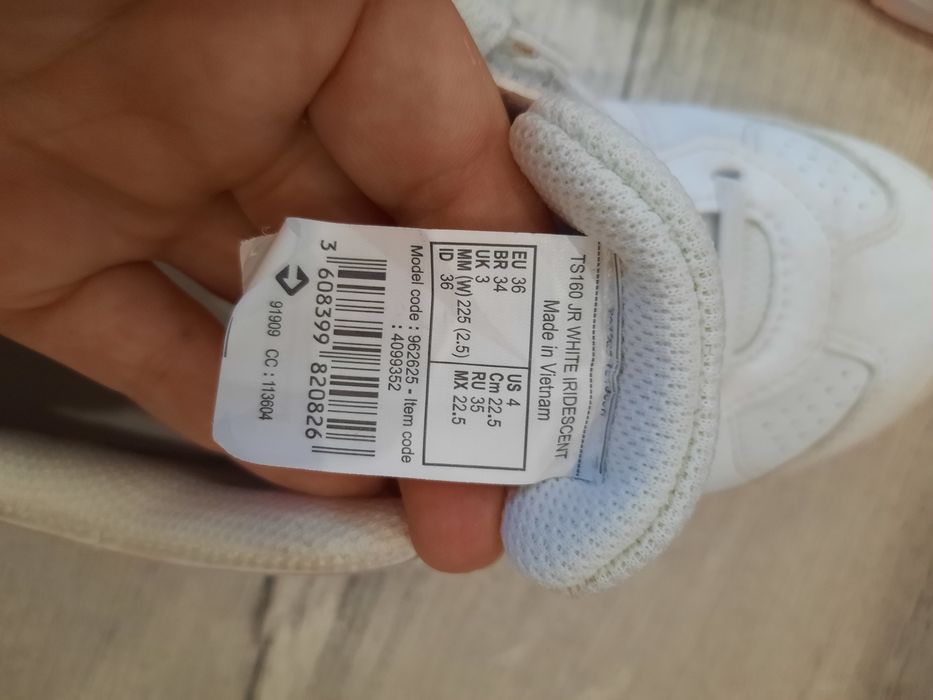 TS160 JR WHITE IRIDESCENT
Made in Vietnam
EU 36 US 4
BR 34 Cm 22.5
UK 3 RU 35
MM (W) 225 (2.5) MX 22.5
ID 36
Model code : 962625 - Item code
: 4099352
3 608399 820826
91909 CC : 113604